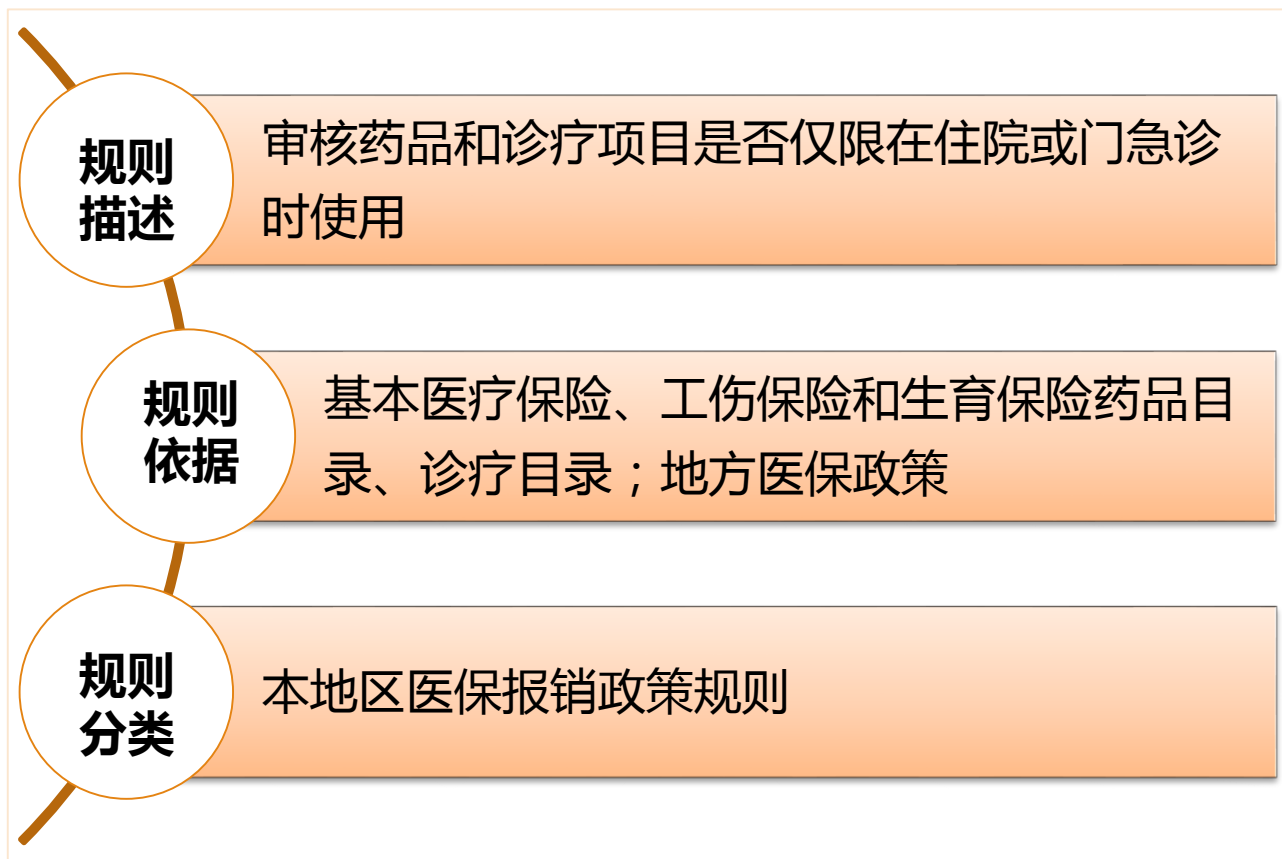 规则
描述
审核药品和诊疗项目是否仅限在住院或门急诊
时使用
规则
依据
基本医疗保险、工伤保险和生育保险药品目
录、诊疗目录；地方医保政策
规则
分类
本地区医保报销政策规则